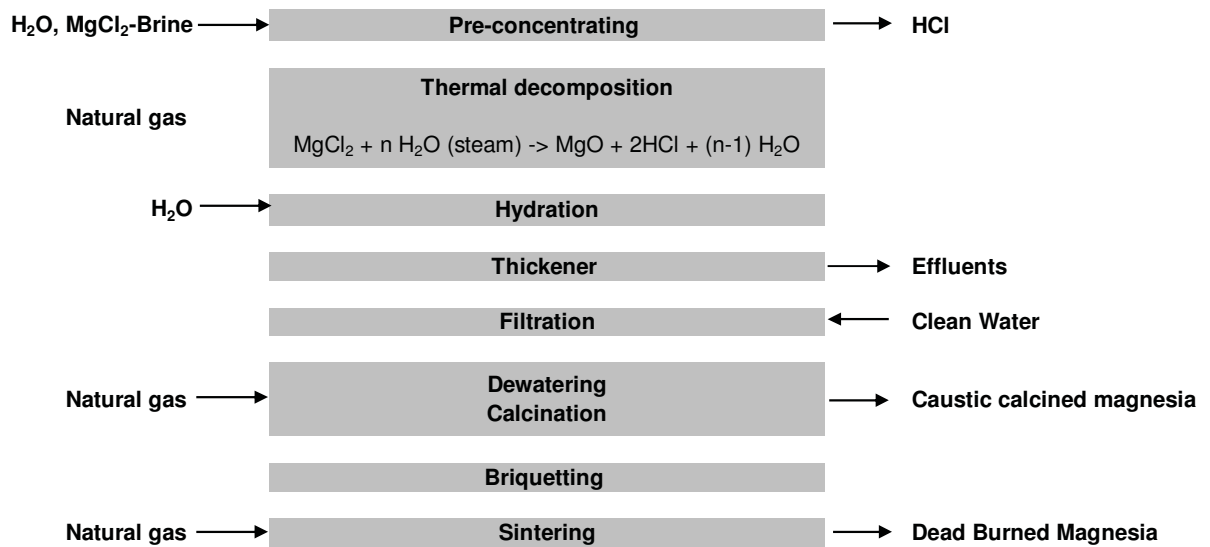 H₂O, MgCl₂-Brine Pre-concentrating HCl
Thermal decomposition
Natural gas
MgCl₂ + n H₂O (steam) -> MgO + 2HCl + (n-1) H₂O
H₂O Hydration
Thickener Effluents
Filtration Clean Water
Dewatering
Natural gas Calcination Caustic calcined magnesia
Briquetting
Natural gas Sintering Dead Burned Magnesia